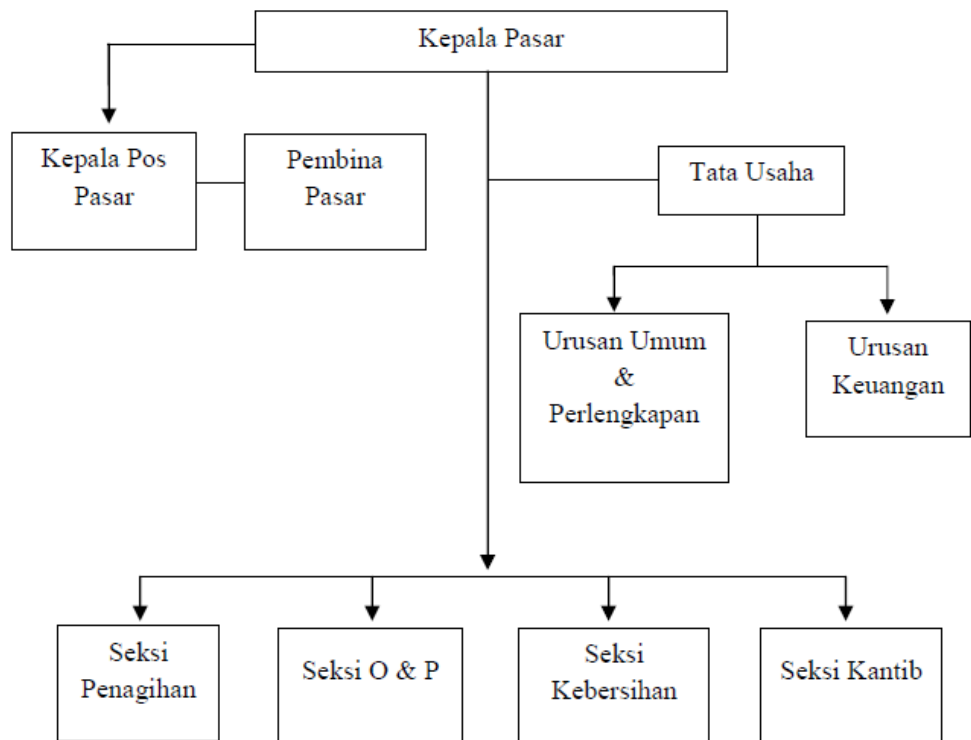 Kepala Pasar
Kepala Pos
Pasar
Pembina
Pasar
Tata Usaha
Urusan Umum
&
Perlengkapan
Urusan
Keuangan
Seksi
Penagihan
Seksi O & P
Seksi
Kebersihan
Seksi Kantib